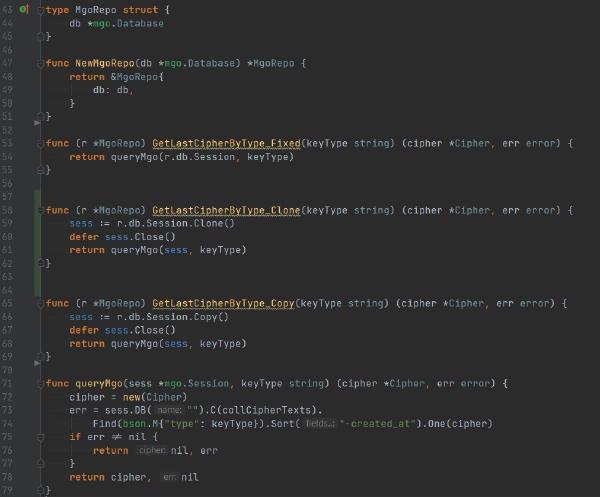 43 type MgoRepo struct {
44 db *mgo.Database
45 }
46
47 func NewMgoRepo(db *mgo.Database) *MgoRepo {
48 return &MgoRepo{
49 db: db,
50 }
51 }
52
53 func (r *MgoRepo) GetLastCipherByType_Fixed(keyType string) (cipher *Cipher, err error) {
54 return queryMgo(r.db.Session, keyType)
55 }
56
57
58 func (r *MgoRepo) GetLastCipherByType_Clone(keyType string) (cipher *Cipher, err error) {
59 sess := r.db.Session.Clone()
60 defer sess.Close()
61 return queryMgo(sess, keyType)
62 }
63
64
65 func (r *MgoRepo) GetLastCipherByType_Copy(keyType string) (cipher *Cipher, err error) {
66 sess := r.db.Session.Copy()
67 defer sess.Close()
68 return queryMgo(sess, keyType)
69 }
70
71 func queryMgo(sess *mgo.Session, keyType string) (cipher *Cipher, err error) {
72 cipher = new(Cipher)
73 err = sess.DB( name: "").C(collCipherTexts).
74 Find(bson.M{"type": keyType}).Sort( fields...: "-created_at").One(cipher)
75 if err ≠ nil {
76 return cipher: nil, err
77 }
78 return cipher, err: nil
79 }